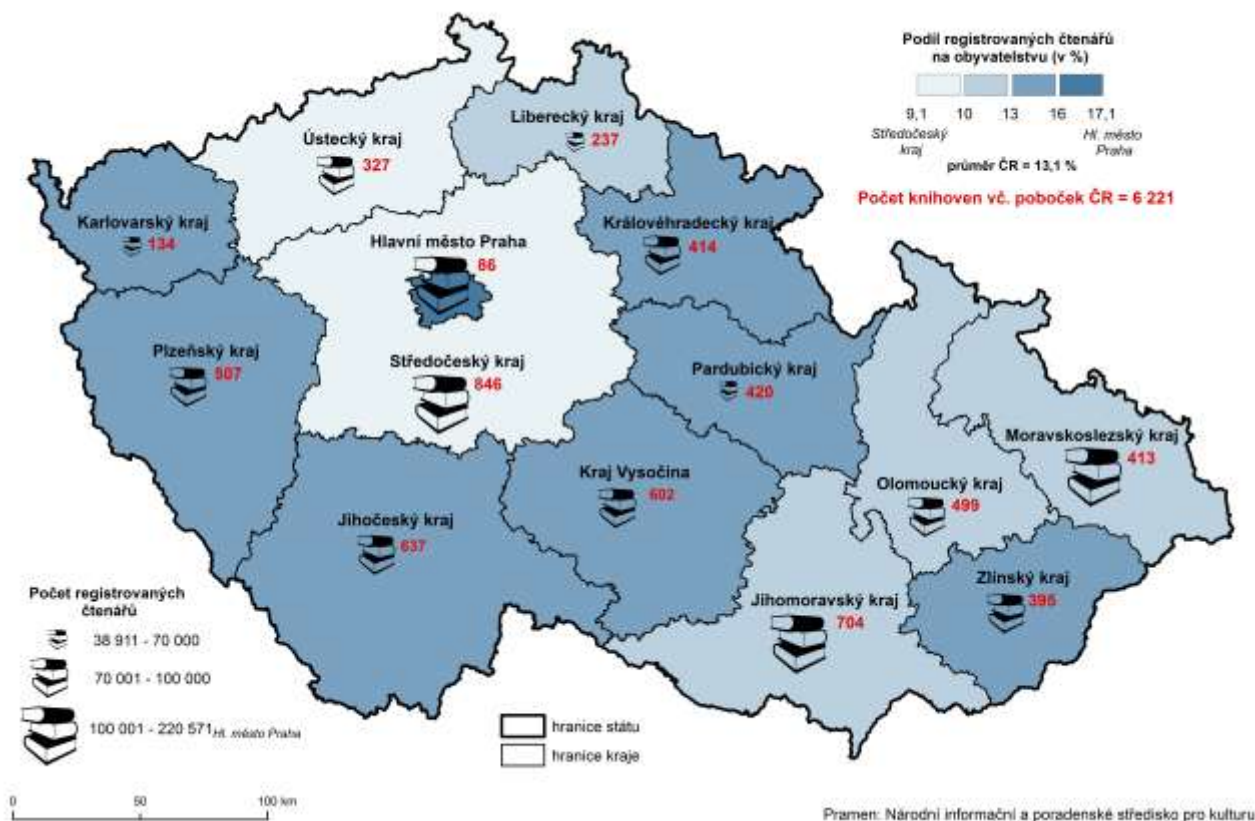 Podíl registrovaných čtenářů
na obyvatelstvu (v %)
9,1 10 13 16 17,1
Středočeský
kraj
Hl. město
Praha
průměr ČR = 13,1 %
Počet knihoven vč. poboček ČR = 6 221
Liberecký kraj
237
Ústecký kraj
327
Karlovarský kraj
134
Královéhradecký kraj
414
Hlavní město Praha
86
Plzeňský kraj
507
Středočeský kraj
846
Pardubický kraj
420
Moravskoslezský kraj
413
Kraj Vysočina
602
Olomoucký kraj
499
Jihočeský kraj
637
Zlínský kraj
395
Jihomoravský kraj
704
Počet registrovaných
čtenářů
38 911 - 70 000
70 001 - 100 000
100 001 - 220 571 Hl. město Praha
hranice státu
hranice kraje
0 50 100 km
Pramen: Národní informační a poradenské středisko pro kulturu